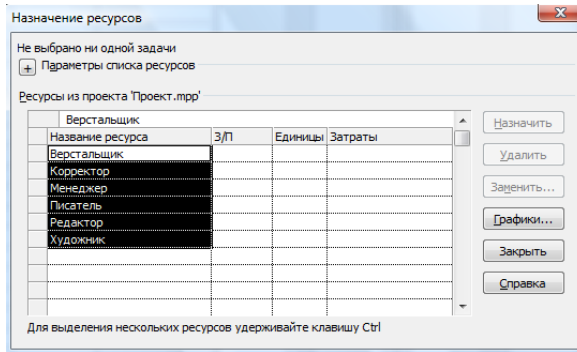 Назначение ресурсов
Не выбрано ни одной задачи
+ Параметры списка ресурсов
Ресурсы из проекта 'Проект.mpp'
Верстальщик
Название ресурса З/П Единицы Затраты
Верстальщик
Корректор
Менеджер
Писатель
Редактор
Художник
Назначить
Удалить
Заменить...
Графики...
Закрыть
Справка
Для выделения нескольких ресурсов удерживайте клавишу Ctrl